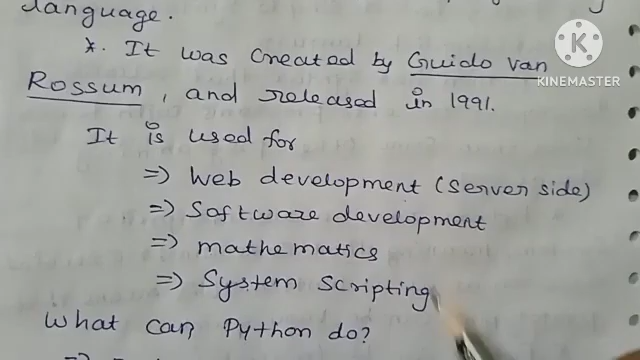 language.
*. It was created by Guido van
Rossum, and released in 1991.
It is used for
=> Web development (Server side)
=> Software development
=> mathematics
=> System Scripting
What can Python do?
KINEMASTER